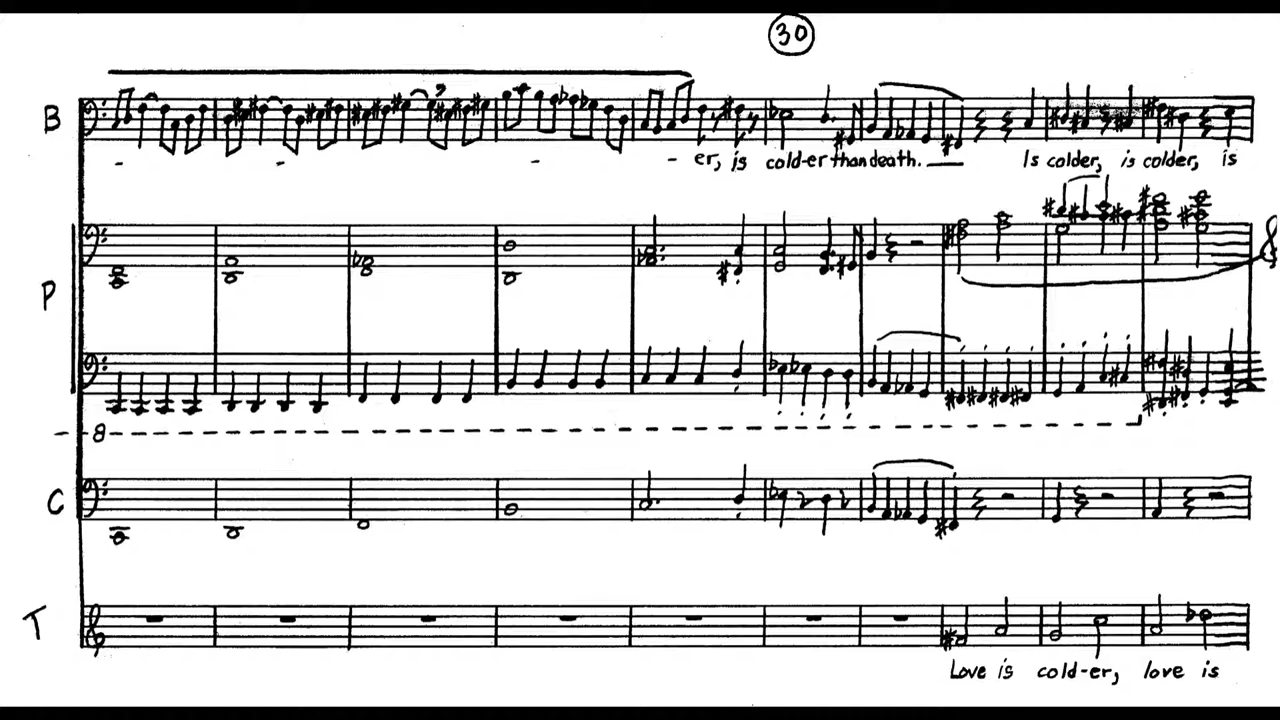 30
B
- - - -er, is cold-er than death. Is colder, is colder, is
P
8
C
T
Love is cold-er, love is